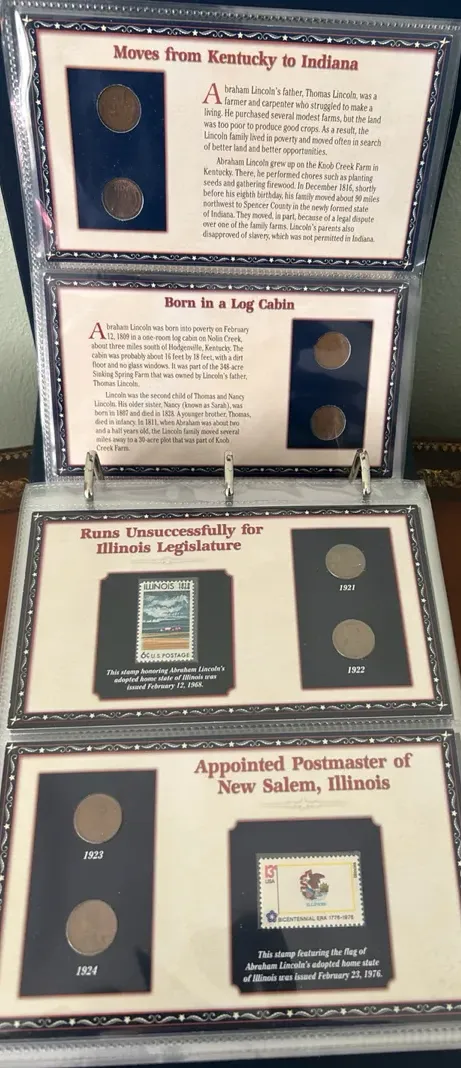 Moves from Kentucky to Indiana
Abraham Lincoln's father, Thomas Lincoln, was a
farmer and carpenter who struggled to make a
living. He purchased several modest farms, but the land
was too poor to produce good crops. As a result, the
Lincoln family lived in poverty and moved often in search
of better land and better opportunities.
Abraham Lincoln grew up on the Knob Creek Farm in
Kentucky. There, he performed chores such as planting
seeds and gathering firewood. In December 1816, shortly
before his eighth birthday, his family moved about 90 miles
northwest to Spencer County in the newly formed state
of Indiana. They moved, in part, because of a legal dispute
over one of the family farms. Lincoln's parents also
disapproved of slavery, which was not permitted in Indiana.
Born in a Log Cabin
Abraham Lincoln was born into poverty on February
12, 1809 in a one-room log cabin on Nolin Creek,
about three miles south of Hodgenville, Kentucky. The
cabin was probably about 16 feet by 18 feet, with a dirt
floor and no glass windows. It was part of the 348-acre
Sinking Spring Farm that was owned by Lincoln's father,
Thomas Lincoln.
Lincoln was the second child of Thomas and Nancy
Lincoln. His older sister, Nancy (known as Sarah), was
born in 1807 and died in 1828. A younger brother, Thomas,
died in infancy. In 1811, when Abraham was about two
and a half years old, the Lincoln family moved several
miles away to a 30-acre plot that was part of Knob
Creek Farm.
Runs Unsuccessfully for
Illinois Legislature
ILLINOIS 1818
6¢ U.S. POSTAGE
This stamp honoring Abraham Lincoln's
adopted home state of Illinois was
issued February 12, 1968.
1921
1922
Appointed Postmaster of
New Salem, Illinois
1923
1924
13¢
USA
Illinois
ILLINOIS
BICENTENNIAL ERA 1776-1976
This stamp featuring the flag of
Abraham Lincoln's adopted home state
of Illinois was issued February 23, 1976.